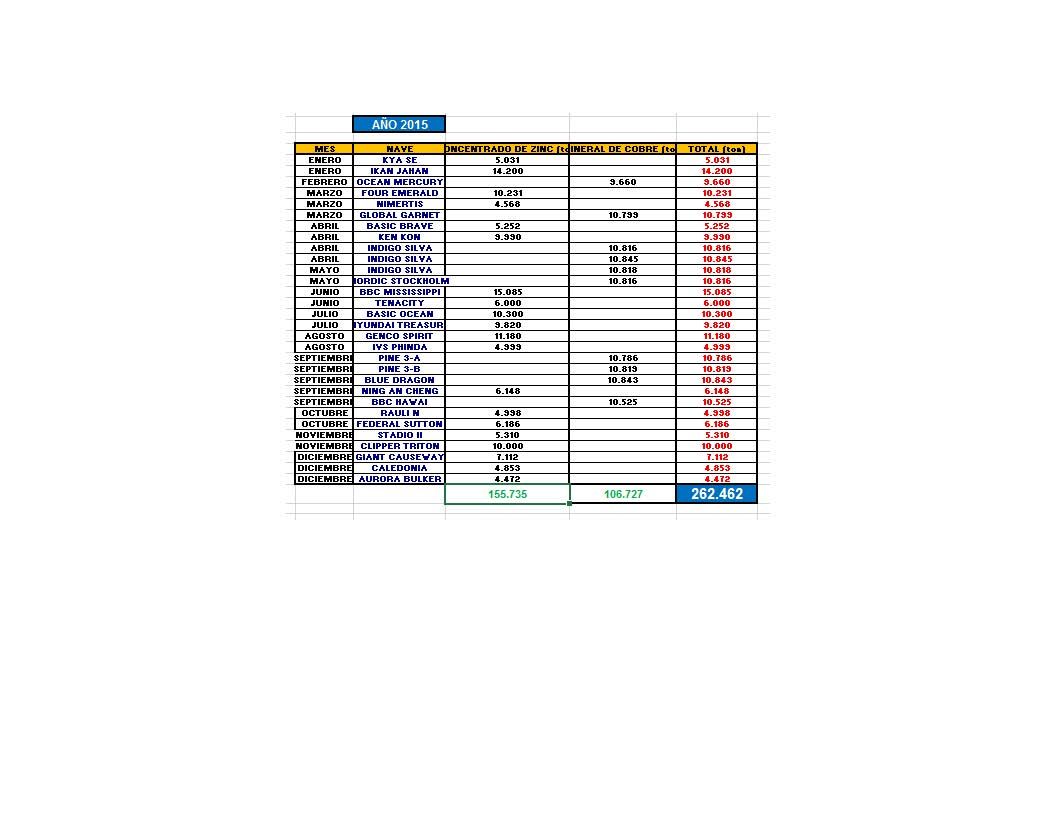 AÑO 2015
MES NAVE ONCENTRADO DE ZINC (to INERAL DE COBRE (to TOTAL (ton)
ENERO KYA SE 5.031 5.031
ENERO IKAN JAHAN 14.200 14.200
FEBRERO OCEAN MERCURY 9.660 9.660
MARZO FOUR EMERALD 10.231 10.231
MARZO NIMERTIS 4.568 4.568
MARZO GLOBAL GARNET 10.799 10.799
ABRIL BASIC BRAVE 5.252 5.252
ABRIL KEN KON 9.990 9.990
ABRIL INDIGO SILVA 10.816 10.816
ABRIL INDIGO SILVA 10.845 10.845
MAYO INDIGO SILVA 10.818 10.818
MAYO NORDIC STOCKHOLM 10.816 10.816
JUNIO BBC MISSISSIPPI 15.085 15.085
JUNIO TENACITY 6.000 6.000
JULIO BASIC OCEAN 10.300 10.300
JULIO HYUNDAI TREASUR 9.820 9.820
AGOSTO GENCO SPIRIT 11.180 11.180
AGOSTO IVS PHINDA 4.999 4.999
SEPTIEMBRE PINE 3-A 10.786 10.786
SEPTIEMBRE PINE 3-B 10.819 10.819
SEPTIEMBRE BLUE DRAGON 10.843 10.843
SEPTIEMBRE NING AN CHENG 6.148 6.148
SEPTIEMBRE BBC HAWAI 10.525 10.525
OCTUBRE RAULI N 4.998 4.998
OCTUBRE FEDERAL SUTTON 6.186 6.186
NOVIEMBRE STADIO II 5.310 5.310
NOVIEMBRE CLIPPER TRITON 10.000 10.000
DICIEMBRE GIANT CAUSEWAY 7.112 7.112
DICIEMBRE CALEDONIA 4.853 4.853
DICIEMBRE AURORA BULKER 4.472 4.472
155.735 106.727 262.462